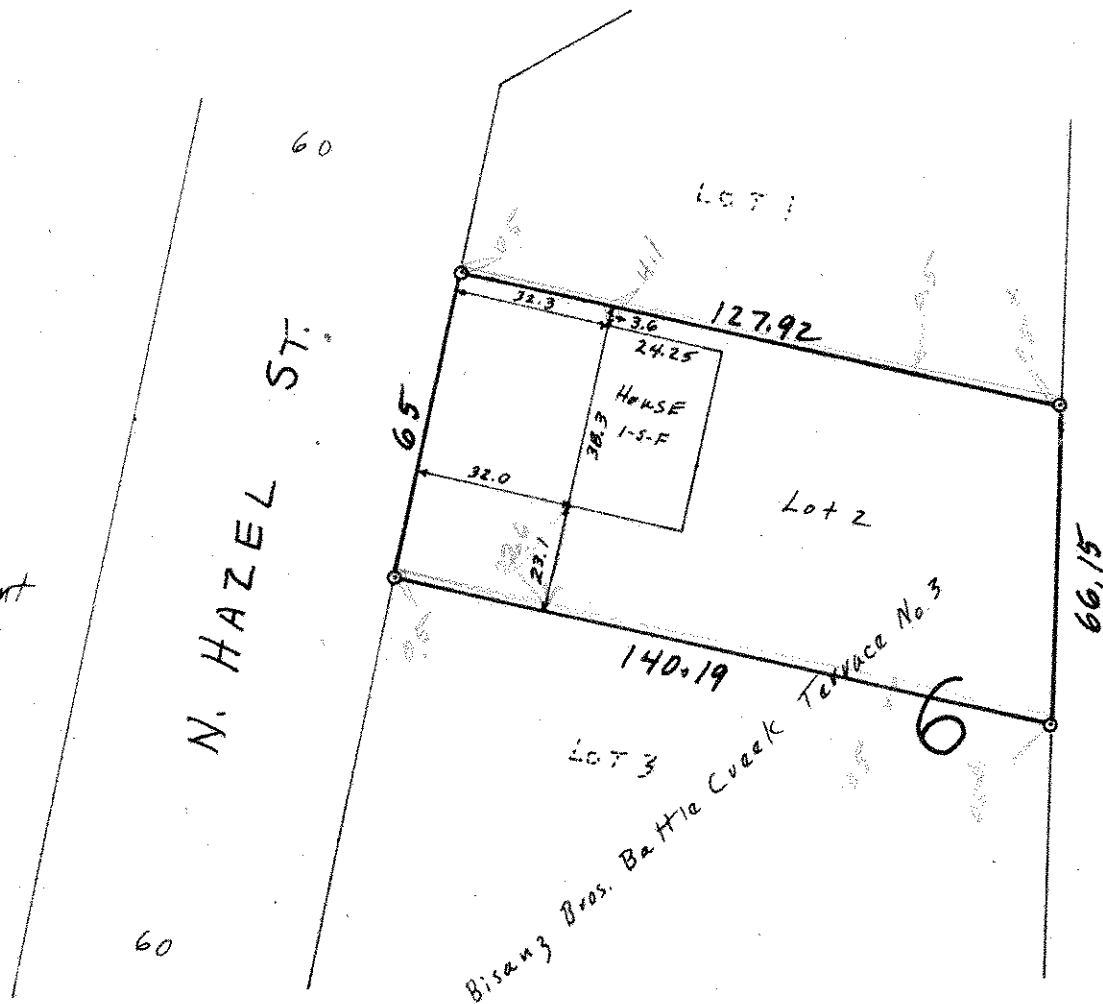 60
LOT 1
32.3
3.6
127.92
24.25
HOUSE
1-S-F
65
38.3
32.0
Lot 2
23.1
66.15
N. HAZEL ST.
140.19
6
LOT 3
Bisanz Bros. Battle Creek Terrace No. 3
60